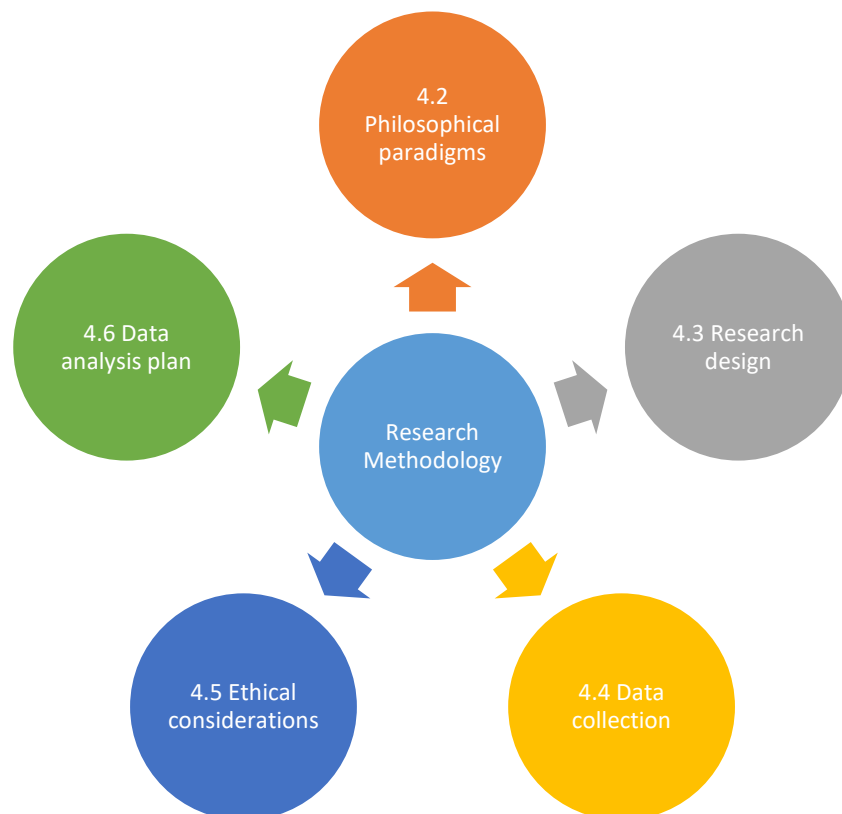 4.2
Philosophical
paradigms
4.6 Data
analysis plan
4.3 Research
design
Research
Methodology
4.5 Ethical
considerations
4.4 Data
collection